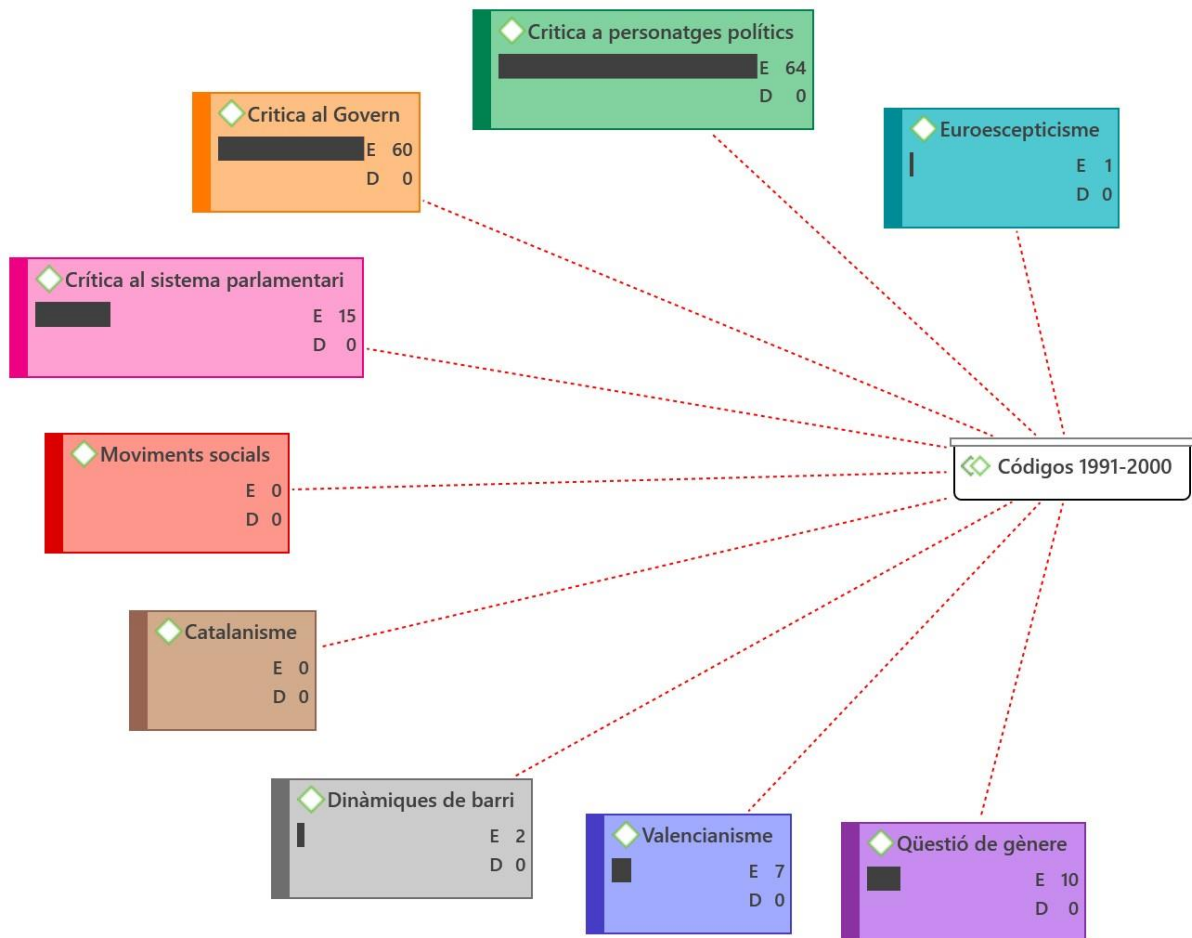 Critica a personatges polítics
E 64
D 0
Critica al Govern
E 60
D 0
Euroescepticisme
E 1
D 0
Crítica al sistema parlamentari
E 15
D 0
Moviments socials
E 0
D 0
Códigos 1991-2000
Catalanisme
E 0
D 0
Dinàmiques de barri
E 2
D 0
Valencianisme
E 7
D 0
Qüestió de gènere
E 10
D 0